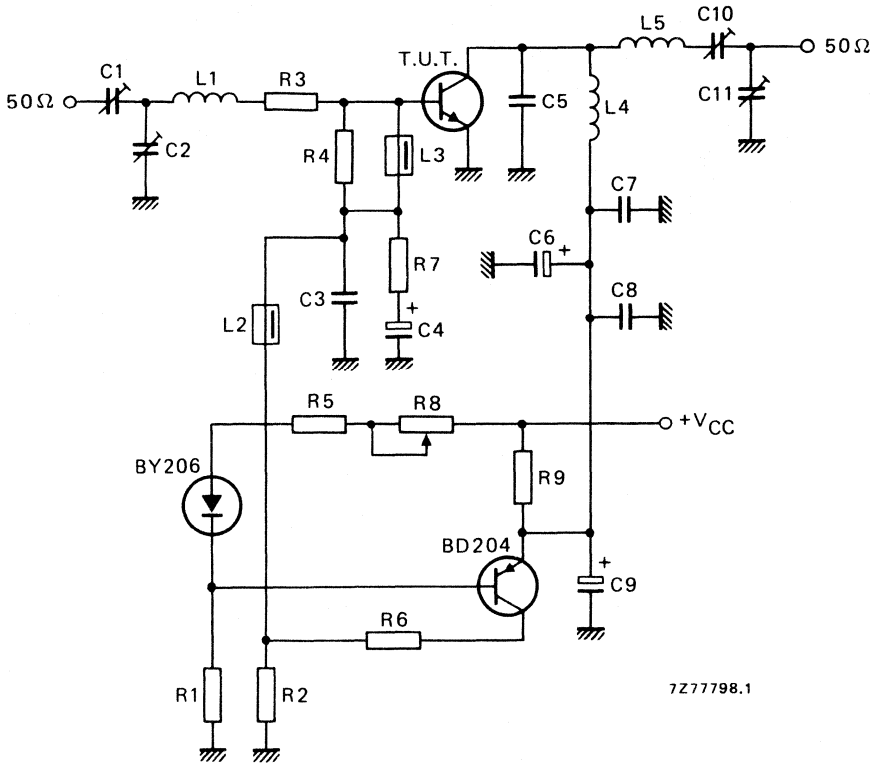 C10
L5
50Ω
T.U.T.
C1
L1
R3
C5
L4
C11
50Ω
C2
R4
L3
C7
C6
+
R7
C8
C3
+
C4
L2
R5
R8
+VCC
BY206
R9
BD204
+
C9
R6
R1
R2
7Z77798.1